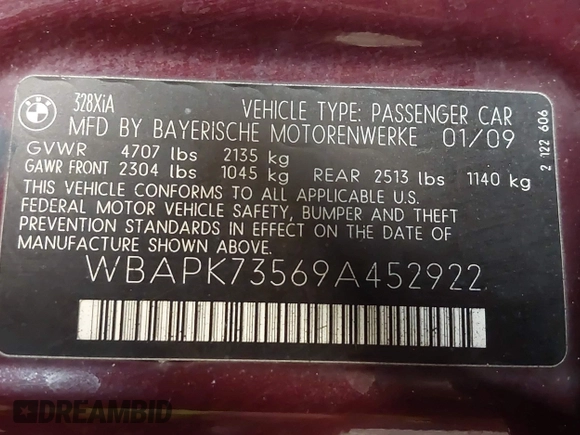 BMW
328XiA
VEHICLE TYPE: PASSENGER CAR
MFD BY BAYERISCHE MOTORENWERKE 01/09
GVWR 4707 lbs 2135 kg
GAWR FRONT 2304 lbs 1045 kg REAR 2513 lbs 1140 kg
THIS VEHICLE CONFORMS TO ALL APPLICABLE U.S.
FEDERAL MOTOR VEHICLE SAFETY, BUMPER AND THEFT
PREVENTION STANDARDS IN EFFECT ON THE DATE OF
MANUFACTURE SHOWN ABOVE.
WBAPK73569A452922
2 122 606
DREAMBID